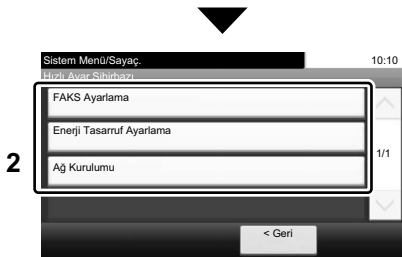 Sistem Menü/Sayaç. 10:10
Hızlı Ayar Sihirbazı
FAKS Ayarlama
Enerji Tasarruf Ayarlama
1/1
2
Ağ Kurulumu
< Geri